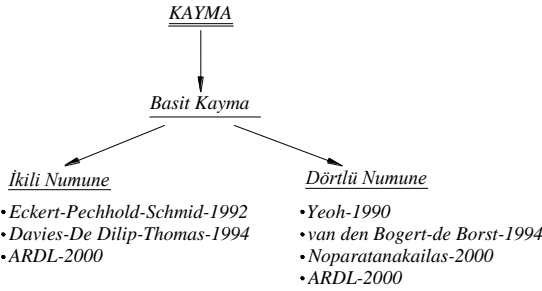 KAYMA
Basit Kayma
İkili Numune
•Eckert-Pechhold-Schmid-1992
•Davies-De Dilip-Thomas-1994
•ARDL-2000
Dörtlü Numune
•Yeoh-1990
•van den Bogert-de Borst-1994
•Noparatanakailas-2000
•ARDL-2000